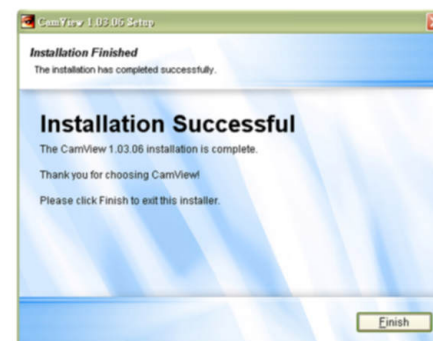 CamView 1.03.06 Setup
Installation Finished
The installation has completed successfully.
Installation Successful
The CamView 1.03.06 installation is complete.
Thank you for choosing CamView!
Please click Finish to exit this installer.
Finish